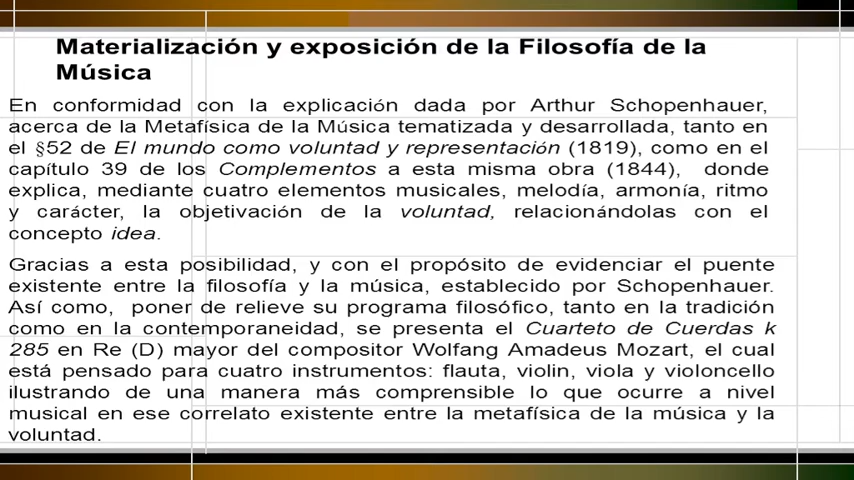 Materialización y exposición de la Filosofía de la
Música
En conformidad con la explicación dada por Arthur Schopenhauer,
acerca de la Metafísica de la Música tematizada y desarrollada, tanto en
el §52 de El mundo como voluntad y representación (1819), como en el
capítulo 39 de los Complementos a esta misma obra (1844), donde
explica, mediante cuatro elementos musicales, melodía, armonía, ritmo
y carácter, la objetivación de la voluntad, relacionándolas con el
concepto idea.
Gracias a esta posibilidad, y con el propósito de evidenciar el puente
existente entre la filosofía y la música, establecido por Schopenhauer.
Así como, poner de relieve su programa filosófico, tanto en la tradición
como en la contemporaneidad, se presenta el Cuarteto de Cuerdas k
285 en Re (D) mayor del compositor Wolfang Amadeus Mozart, el cual
está pensado para cuatro instrumentos: flauta, violin, viola y violoncello
ilustrando de una manera más comprensible lo que ocurre a nivel
musical en ese correlato existente entre la metafísica de la música y la
voluntad.